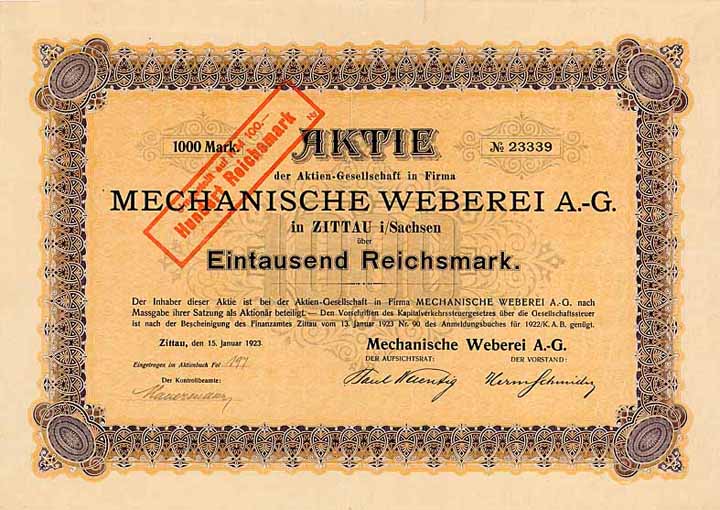 1000 Mark.
AKTIE
№ 23339
100.—
Hundert Reichsmark
Nr
der Aktien-Gesellschaft in Firma
MECHANISCHE WEBEREI A.-G.
in ZITTAU i/Sachsen
über
Eintausend Reichsmark.
Der Inhaber dieser Aktie ist bei der Aktien-Gesellschaft in Firma MECHANISCHE WEBEREI A.-G. nach
Massgabe ihrer Satzung als Aktionär beteiligt. — Den Vorschriften des Kapitalverkehrssteuergesetzes über die Gesellschaftssteuer
ist nach der Bescheinigung des Finanzamtes Zittau vom 13. Januar 1923 Nr. 90 des Anmeldungsbuches für 1922/K.A.B. genügt.
Zittau, den 15. Januar 1923.
Mechanische Weberei A.-G.
DER AUFSICHTSRAT:
DER VORSTAND:
Eingetragen im Aktienbuch Fol 197
Der Kontrollbeamte: